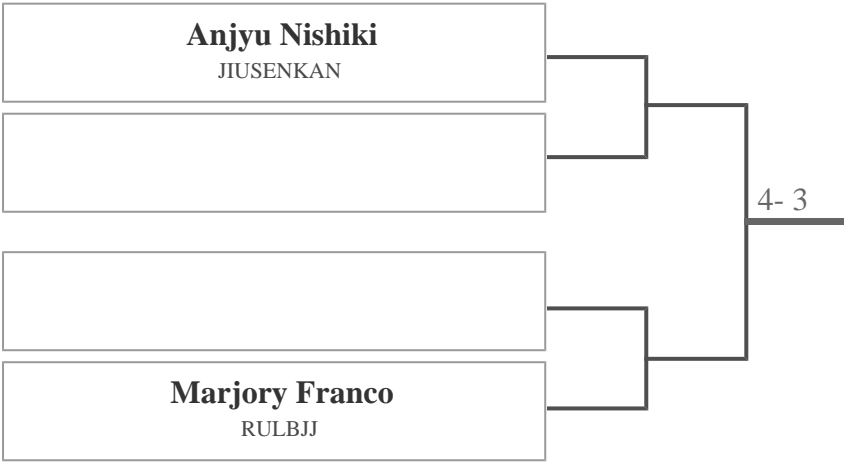 Anjyu Nishiki
JIUSENKAN
4- 3
Marjory Franco
RULBJJ